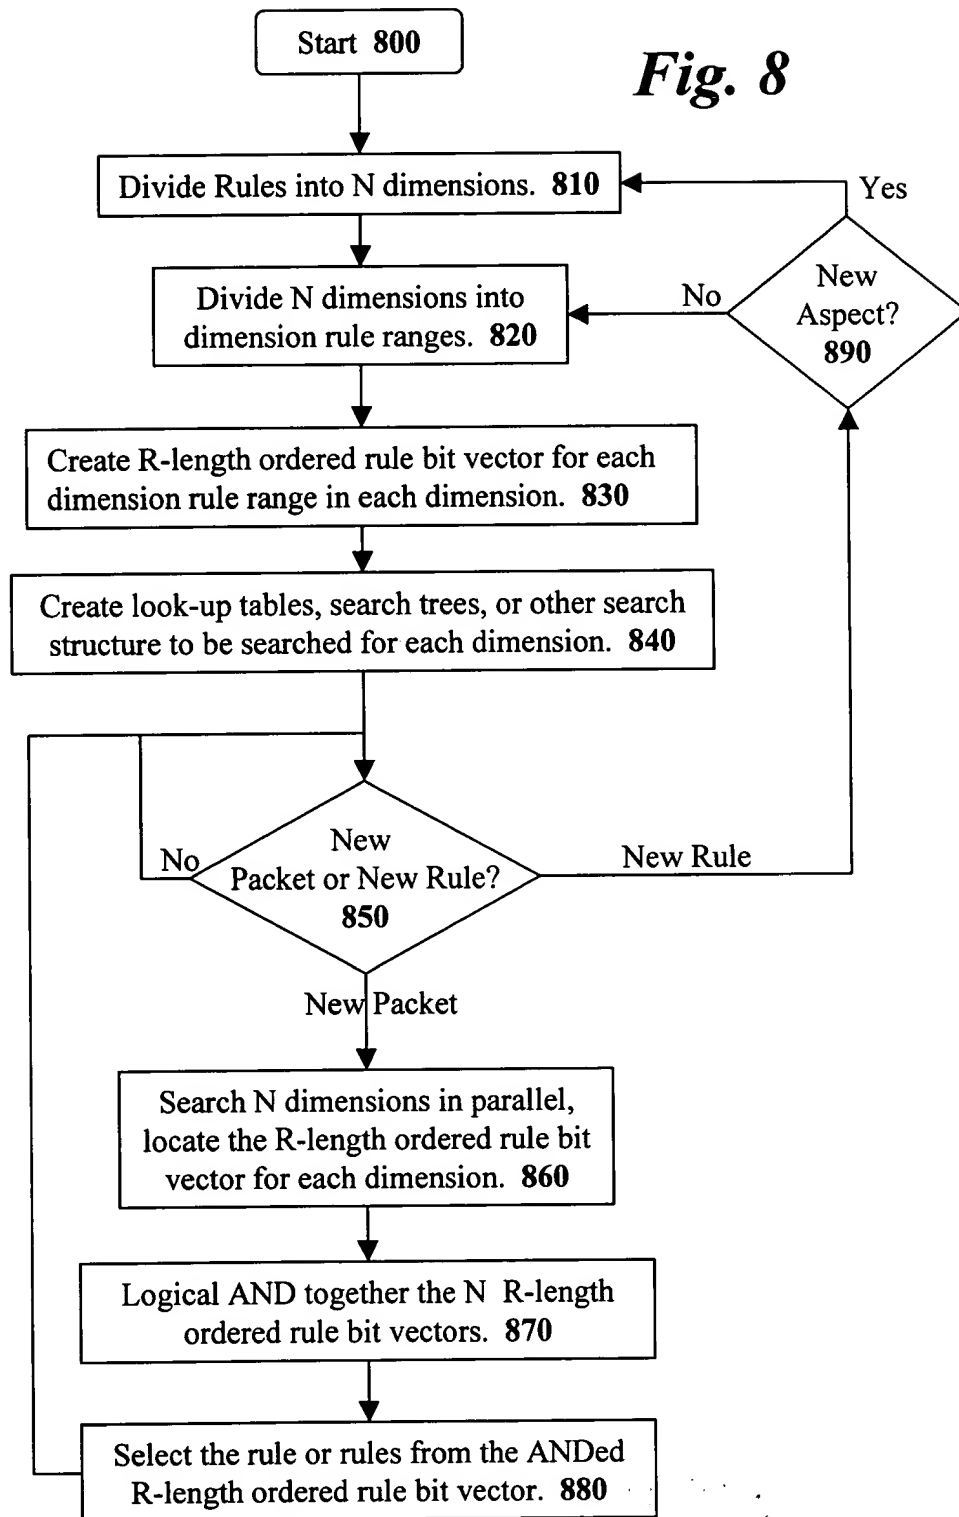 Start 800
Fig. 8
Divide Rules into N dimensions. 810
Yes
Divide N dimensions into
dimension rule ranges. 820
No
New
Aspect?
890
Create R-length ordered rule bit vector for each
dimension rule range in each dimension. 830
Create look-up tables, search trees, or other search
structure to be searched for each dimension. 840
No
New
Packet or New Rule?
850
New Rule
New Packet
Search N dimensions in parallel,
locate the R-length ordered rule bit
vector for each dimension. 860
Logical AND together the N R-length
ordered rule bit vectors. 870
Select the rule or rules from the ANDed
R-length ordered rule bit vector. 880